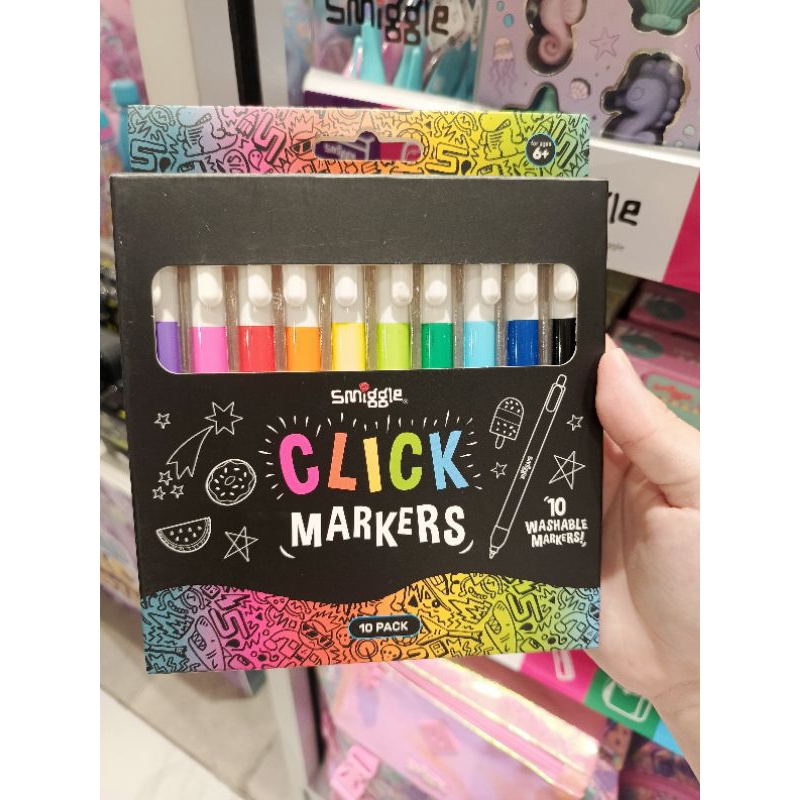 smiggle
for ages
6+
smiggle
smiggle
CLICK
MARKERS
smiggle
10
WASHABLE
MARKERS!
10 PACK